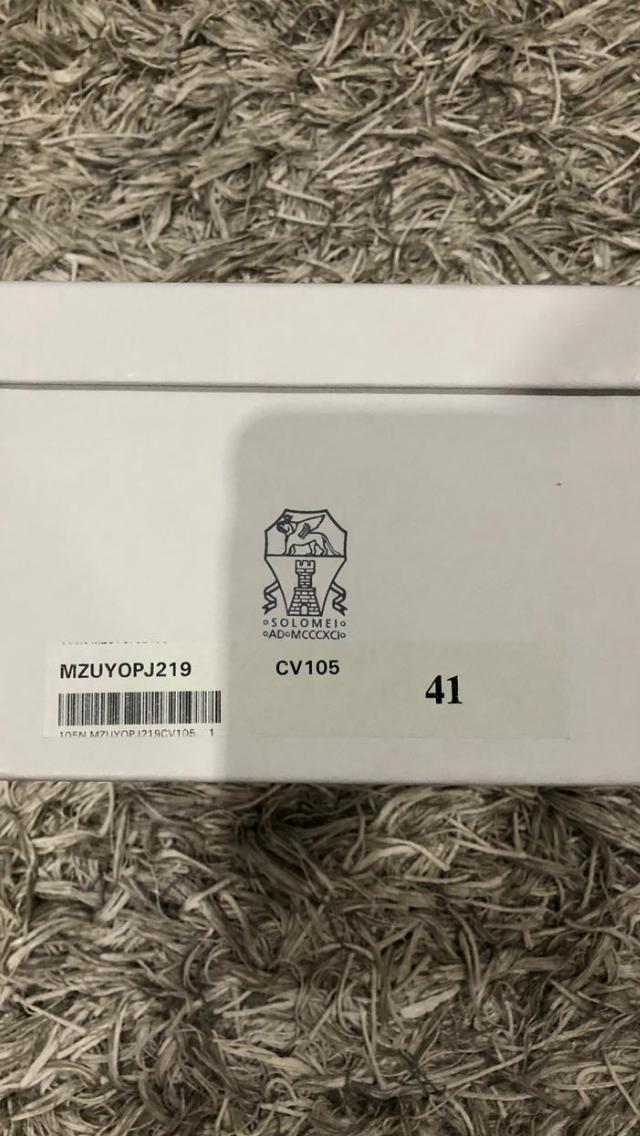 ◦SOLOMEI◦
◦AD◦MCCCXCI◦
MZUYOPJ219
CV105
41
105N MZUYOPJ219CV105 1